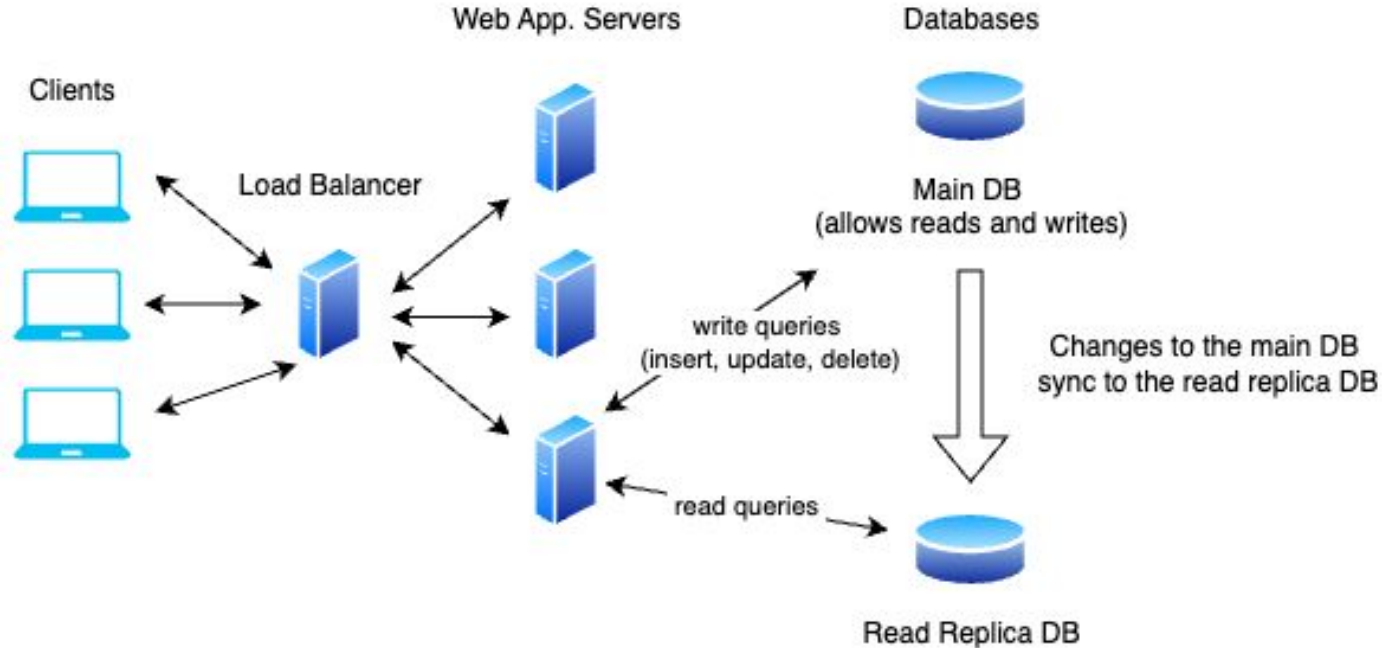 Web App. Servers
Databases
Clients
Load Balancer
Main DB
(allows reads and writes)
write queries
(insert, update, delete)
Changes to the main DB
sync to the read replica DB
read queries
Read Replica DB